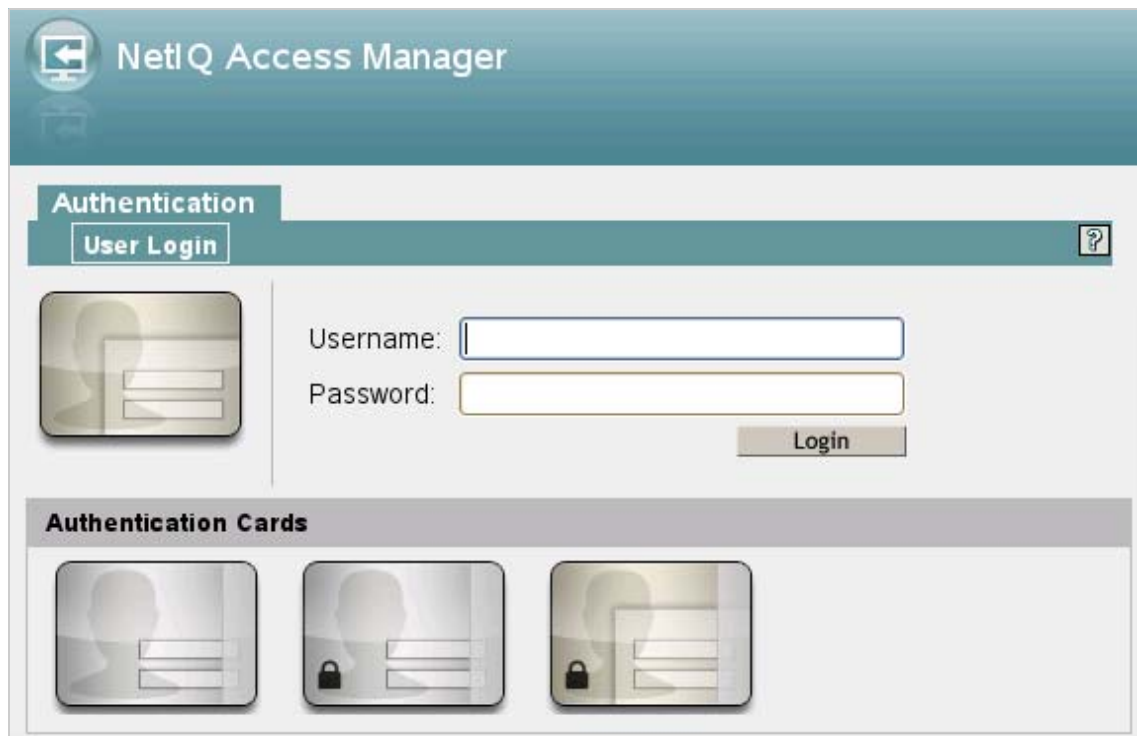 NetIQ Access Manager
Authentication
User Login
?
Username:
Password:
Login
Authentication Cards